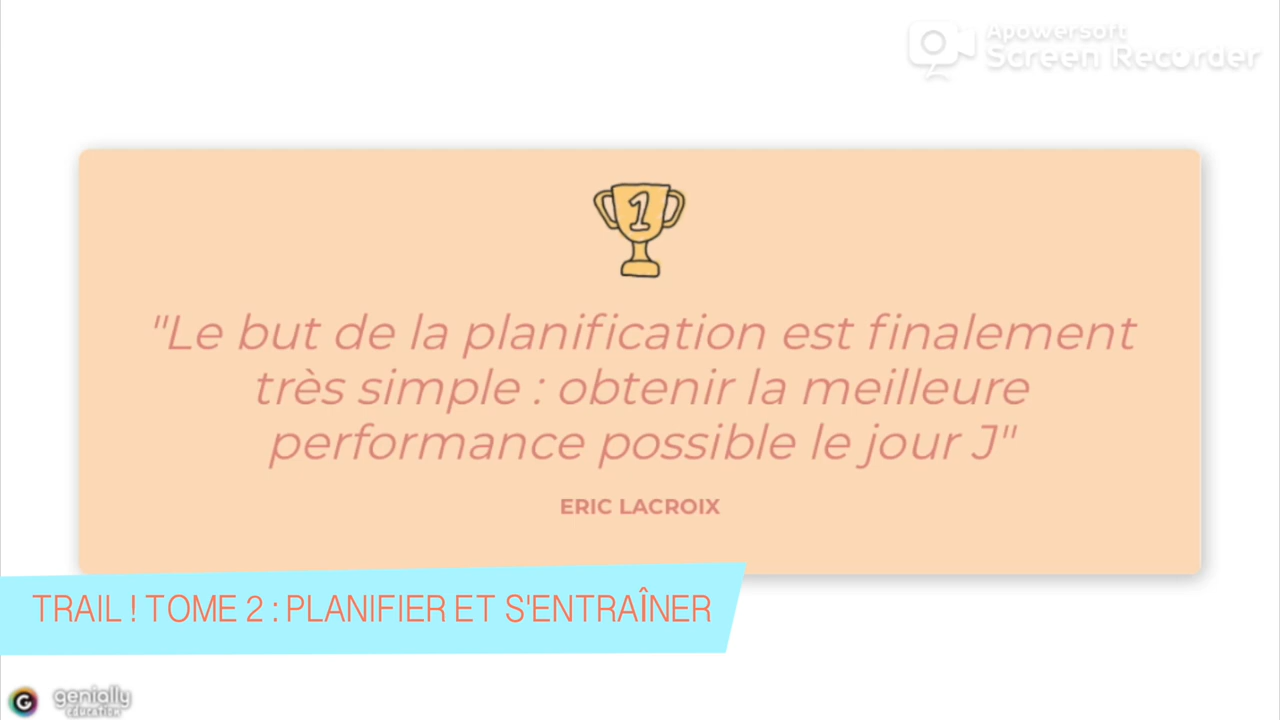 Apowersoft
Screen Recorder
1
"Le but de la planification est finalement
très simple : obtenir la meilleure
performance possible le jour J"
ERIC LACROIX
TRAIL ! TOME 2 : PLANIFIER ET S'ENTRAÎNER
G genially
education